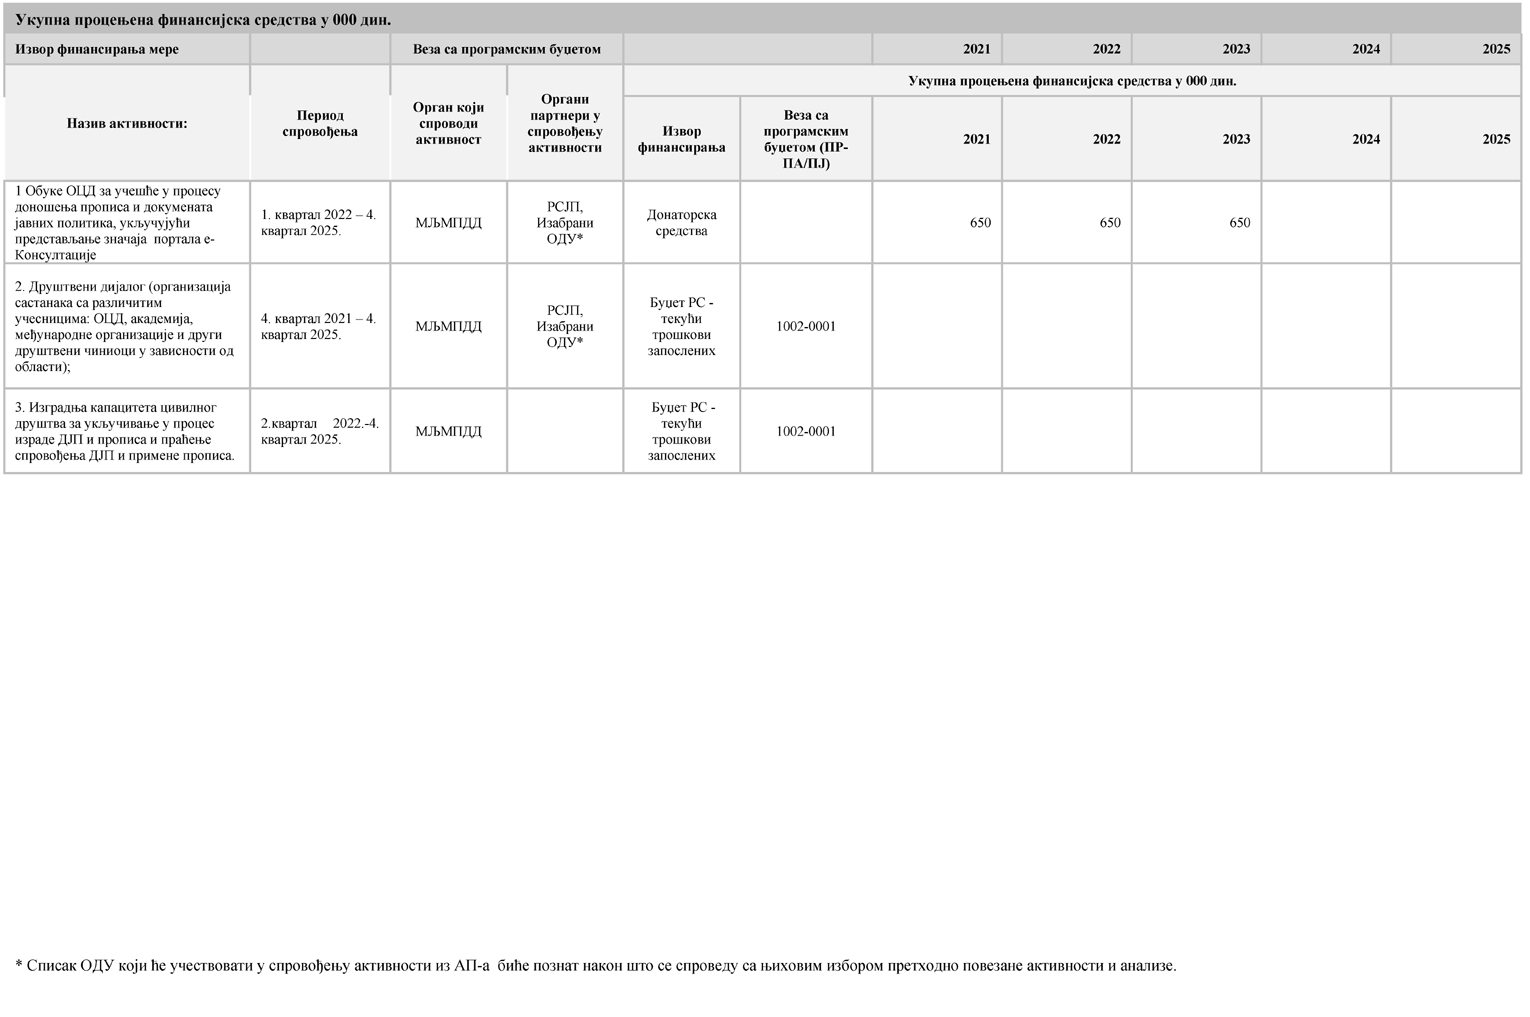 Укупна процењена финансијска средства у 000 дин.
Извор финансирања мере
Веза са програмским буџетом
2021
2022
2023
2024
2025
Назив активности:
Период
спровођења
Орган који
спроводи
активност
Органи
партнери у
спровођењу
активности
Укупна процењена финансијска средства у 000 дин.
Извор
финансирања
Веза са
програмским
буџетом (ПР-
ПА/ПЈ)
2021
2022
2023
2024
2025
1 Обуке ОЦД за учешће у процесу
доношења прописа и докумената
јавних политика, укључујући
представљање значаја портала е-
Консултације
1. квартал 2022 – 4.
квартал 2025.
МЉМПДД
РСЈП,
Изабрани
ОДУ*
Донаторска
средства
650
650
650
2. Друштвени дијалог (организација
састанака са различитим
учесницима: ОЦД, академија,
међународне организације и други
друштвени чиниоци у зависности од
области);
4. квартал 2021 – 4.
квартал 2025.
МЉМПДД
РСЈП,
Изабрани
ОДУ*
Буџет РС -
текући
трошкови
запослених
1002-0001
3. Изградња капацитета цивилног
друштва за укључивање у процес
израде ДЈП и прописа и праћење
спровођења ДЈП и примене прописа.
2.квартал 2022.-4.
квартал 2025.
МЉМПДД
Буџет РС -
текући
трошкови
запослених
1002-0001
* Списак ОДУ који ће учествовати у спровођењу активности из АП-а биће познат након што се спроведу са њиховим избором претходно повезане активности и анализе.